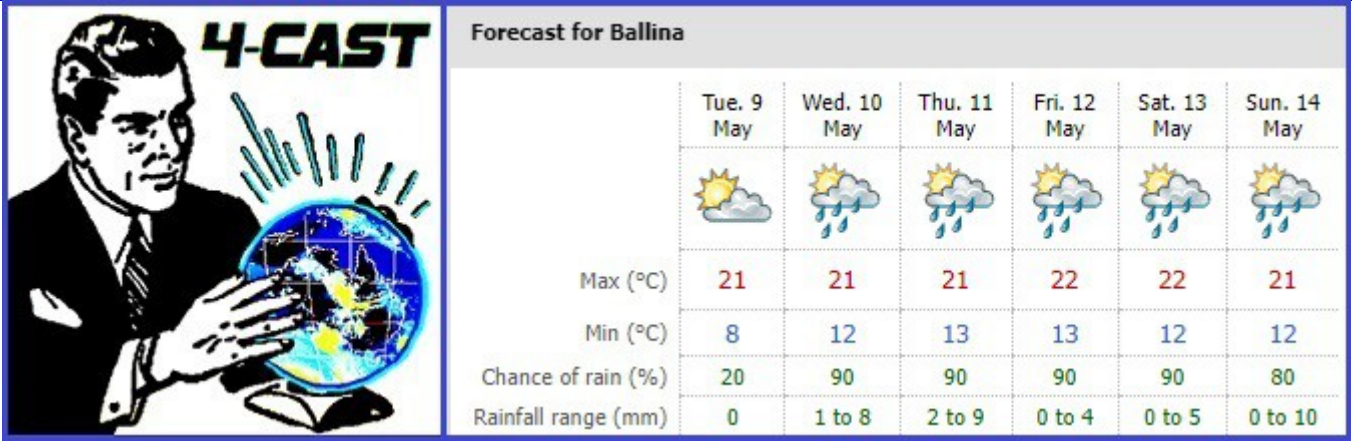 4-CAST
Forecast for Ballina
Tue. 9 Wed. 10 Thu. 11 Fri. 12 Sat. 13 Sun. 14
May May May May May May
Max (°C) 21 21 21 22 22 21
Min (°C) 8 12 13 13 12 12
Chance of rain (%) 20 90 90 90 90 80
Rainfall range (mm) 0 1 to 8 2 to 9 0 to 4 0 to 5 0 to 10